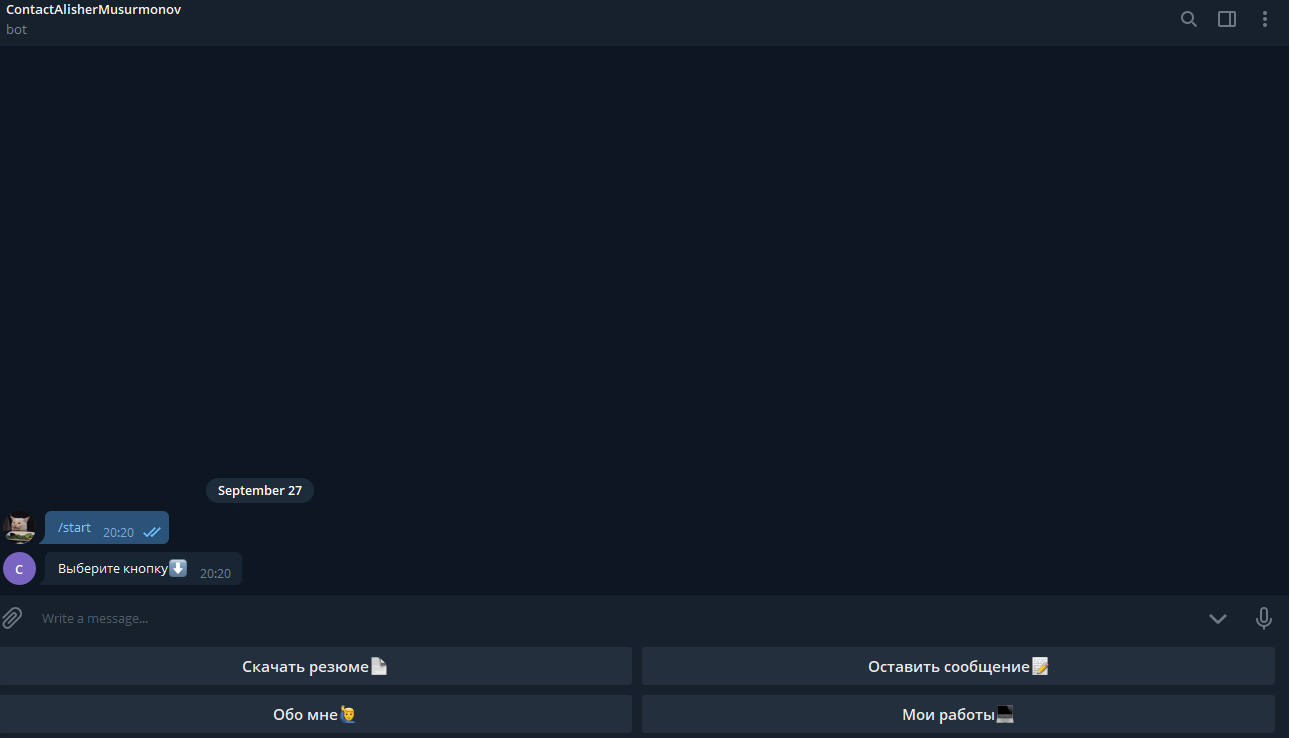 ContactAlisherMusurmonov
bot
September 27
/start 20:20
C
Выберите кнопку⬇️ 20:20
Write a message...
Скачать резюме📄 Оставить сообщение📝
Обо мне🙋‍♂️ Мои работы💻